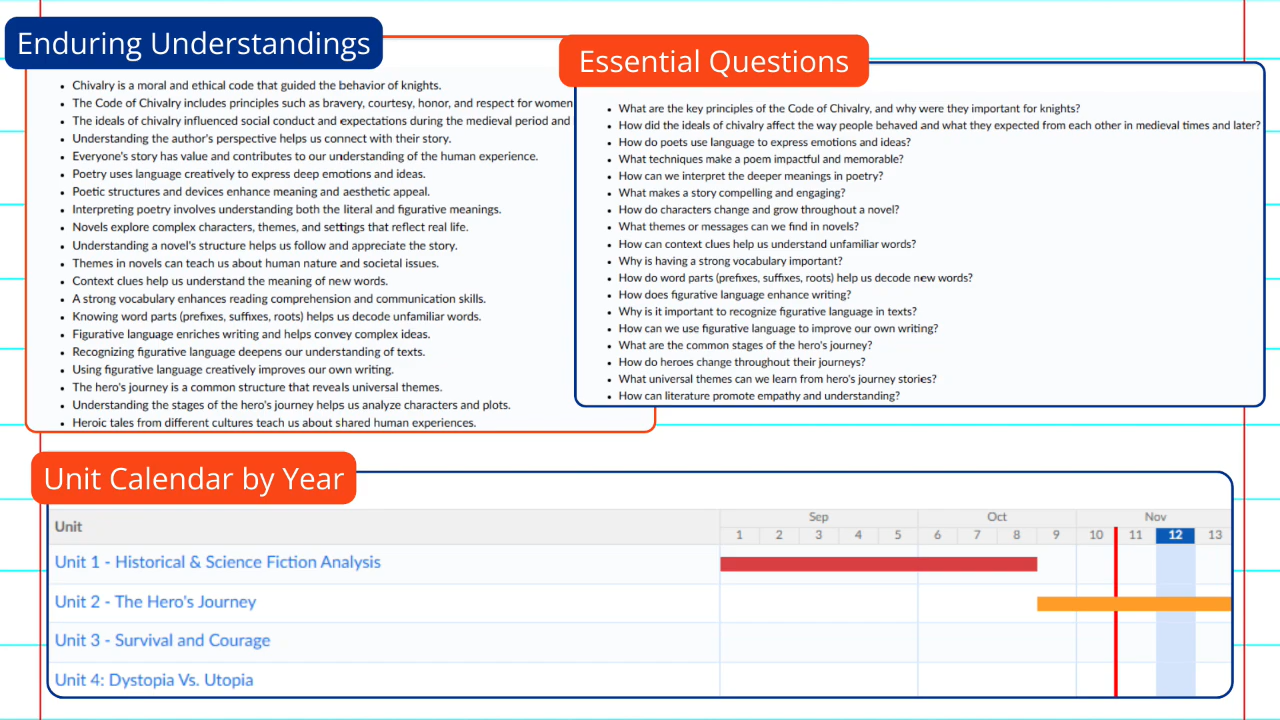 Enduring Understandings
• Chivalry is a moral and ethical code that guided the behavior of knights.
• The Code of Chivalry includes principles such as bravery, courtesy, honor, and respect for women
• The ideals of chivalry influenced social conduct and expectations during the medieval period and
• Understanding the author's perspective helps us connect with their story.
• Everyone's story has value and contributes to our understanding of the human experience.
• Poetry uses language creatively to express deep emotions and ideas.
• Poetic structures and devices enhance meaning and aesthetic appeal.
• Interpreting poetry involves understanding both the literal and figurative meanings.
• Novels explore complex characters, themes, and settings that reflect real life.
• Understanding a novel's structure helps us follow and appreciate the story.
• Themes in novels can teach us about human nature and societal issues.
• Context clues help us understand the meaning of new words.
• A strong vocabulary enhances reading comprehension and communication skills.
• Knowing word parts (prefixes, suffixes, roots) helps us decode unfamiliar words.
• Figurative language enriches writing and helps convey complex ideas.
• Recognizing figurative language deepens our understanding of texts.
• Using figurative language creatively improves our own writing.
• The hero's journey is a common structure that reveals universal themes.
• Understanding the stages of the hero's journey helps us analyze characters and plots.
• Heroic tales from different cultures teach us about shared human experiences.
Essential Questions
• What are the key principles of the Code of Chivalry, and why were they important for knights?
• How did the ideals of chivalry affect the way people behaved and what they expected from each other in medieval times and later?
• How do poets use language to express emotions and ideas?
• What techniques make a poem impactful and memorable?
• How can we interpret the deeper meanings in poetry?
• What makes a story compelling and engaging?
• How do characters change and grow throughout a novel?
• What themes or messages can we find in novels?
• How can context clues help us understand unfamiliar words?
• Why is having a strong vocabulary important?
• How do word parts (prefixes, suffixes, roots) help us decode new words?
• How does figurative language enhance writing?
• Why is it important to recognize figurative language in texts?
• How can we use figurative language to improve our own writing?
• What are the common stages of the hero's journey?
• How do heroes change throughout their journeys?
• What universal themes can we learn from hero's journey stories?
• How can literature promote empathy and understanding?
Unit Calendar by Year
Unit Sep Oct Nov
1 2 3 4 5 6 7 8 9 10 11 12 13
Unit 1 - Historical & Science Fiction Analysis
Unit 2 - The Hero's Journey
Unit 3 - Survival and Courage
Unit 4: Dystopia Vs. Utopia